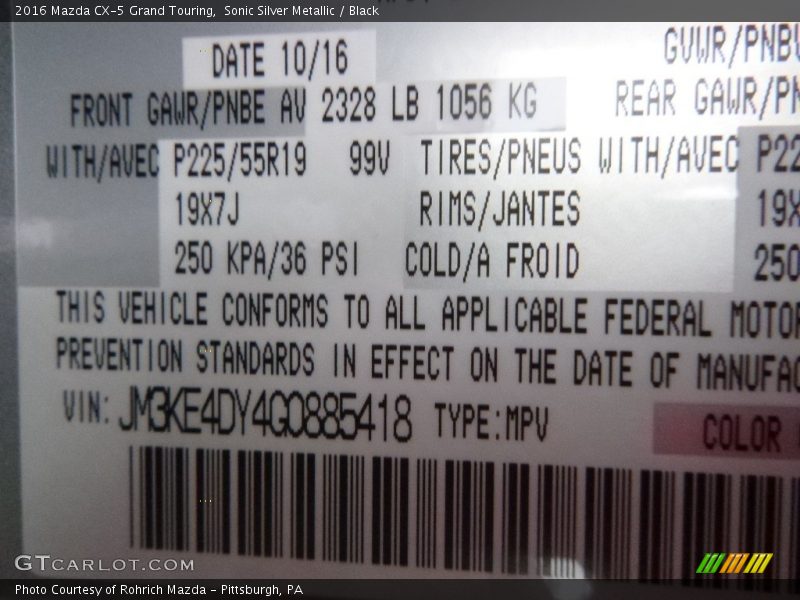 2016 Mazda CX-5 Grand Touring,  Sonic Silver Metallic / Black
DATE 10/16 GVWR/PNBV
FRONT GAWR/PNBE AV 2328 LB 1056 KG REAR GAWR/PN
WITH/AVEC P225/55R19 99V TIRES/PNEUS WITH/AVEC P22
19X7J RIMS/JANTES 19X
250 KPA/36 PSI COLD/A FROID 250
THIS VEHICLE CONFORMS TO ALL APPLICABLE FEDERAL MOTOR
PREVENTION STANDARDS IN EFFECT ON THE DATE OF MANUFAC
VIN: JM3KE4DY4G0885418 TYPE:MPV COLOR
GTCARLOT.COM
Photo Courtesy of Rohrich Mazda - Pittsburgh, PA